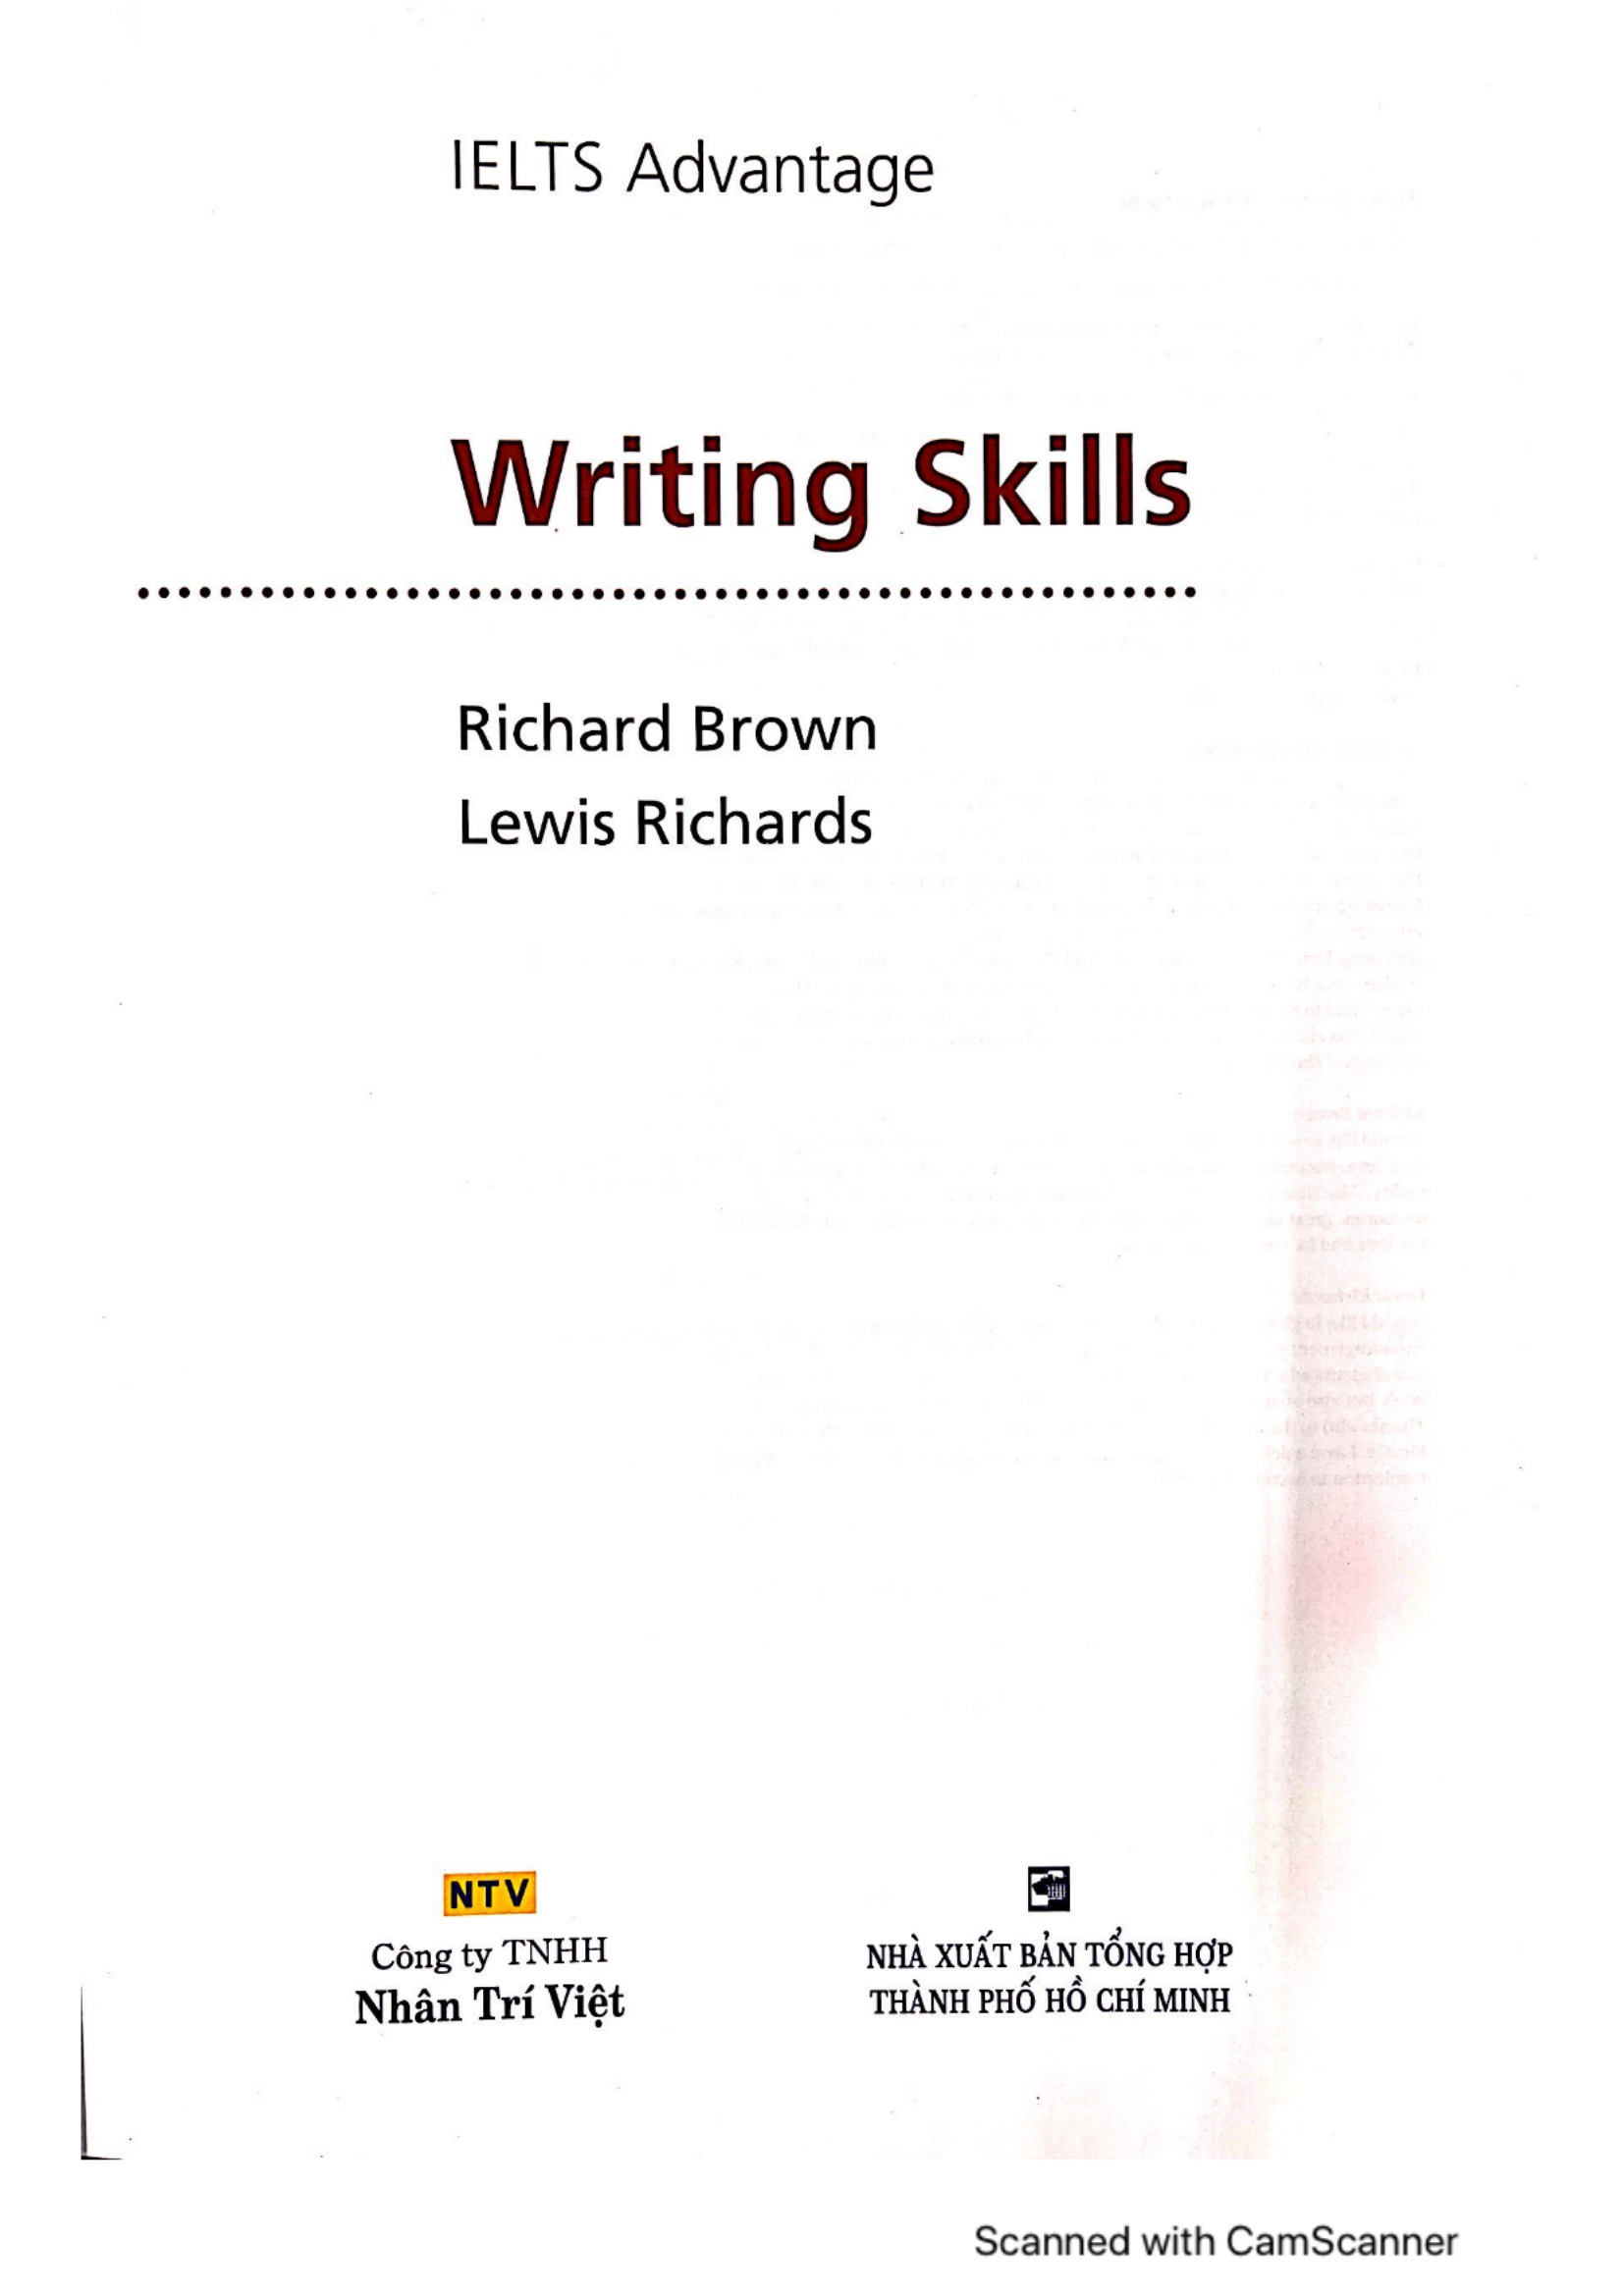 IELTS Advantage
Writing Skills
Richard Brown
Lewis Richards
NTV
Công ty TNHH
Nhân Trí Việt
NHÀ XUẤT BẢN TỔNG HỢP
THÀNH PHỐ HỒ CHÍ MINH
Scanned with CamScanner